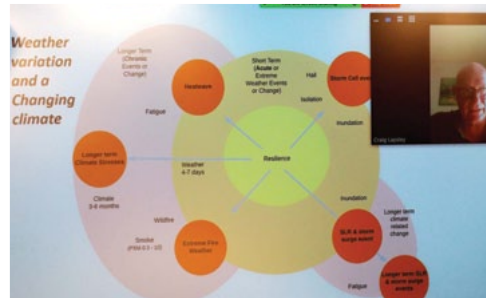 Weather
variation
and a
Changing
climate
Longer Term
(Chronic
Events or
Change)
Fatigue
Heatwave
Short Term
(Acute or
Extreme
Weather Events
or Change)
Hail
Isolation
Storm Cell event
Inundation
Craig Lapsley
Longer term
Climate Stresses
Weather
4-7 days
Resilience
Climate
3-6 months
Wildfire
Smoke
Extreme Fire
Weather
Inundation
SLR & storm
surge event
Longer term
climate
related
change
Fatigue
Longer term SLR
& storm surge
events